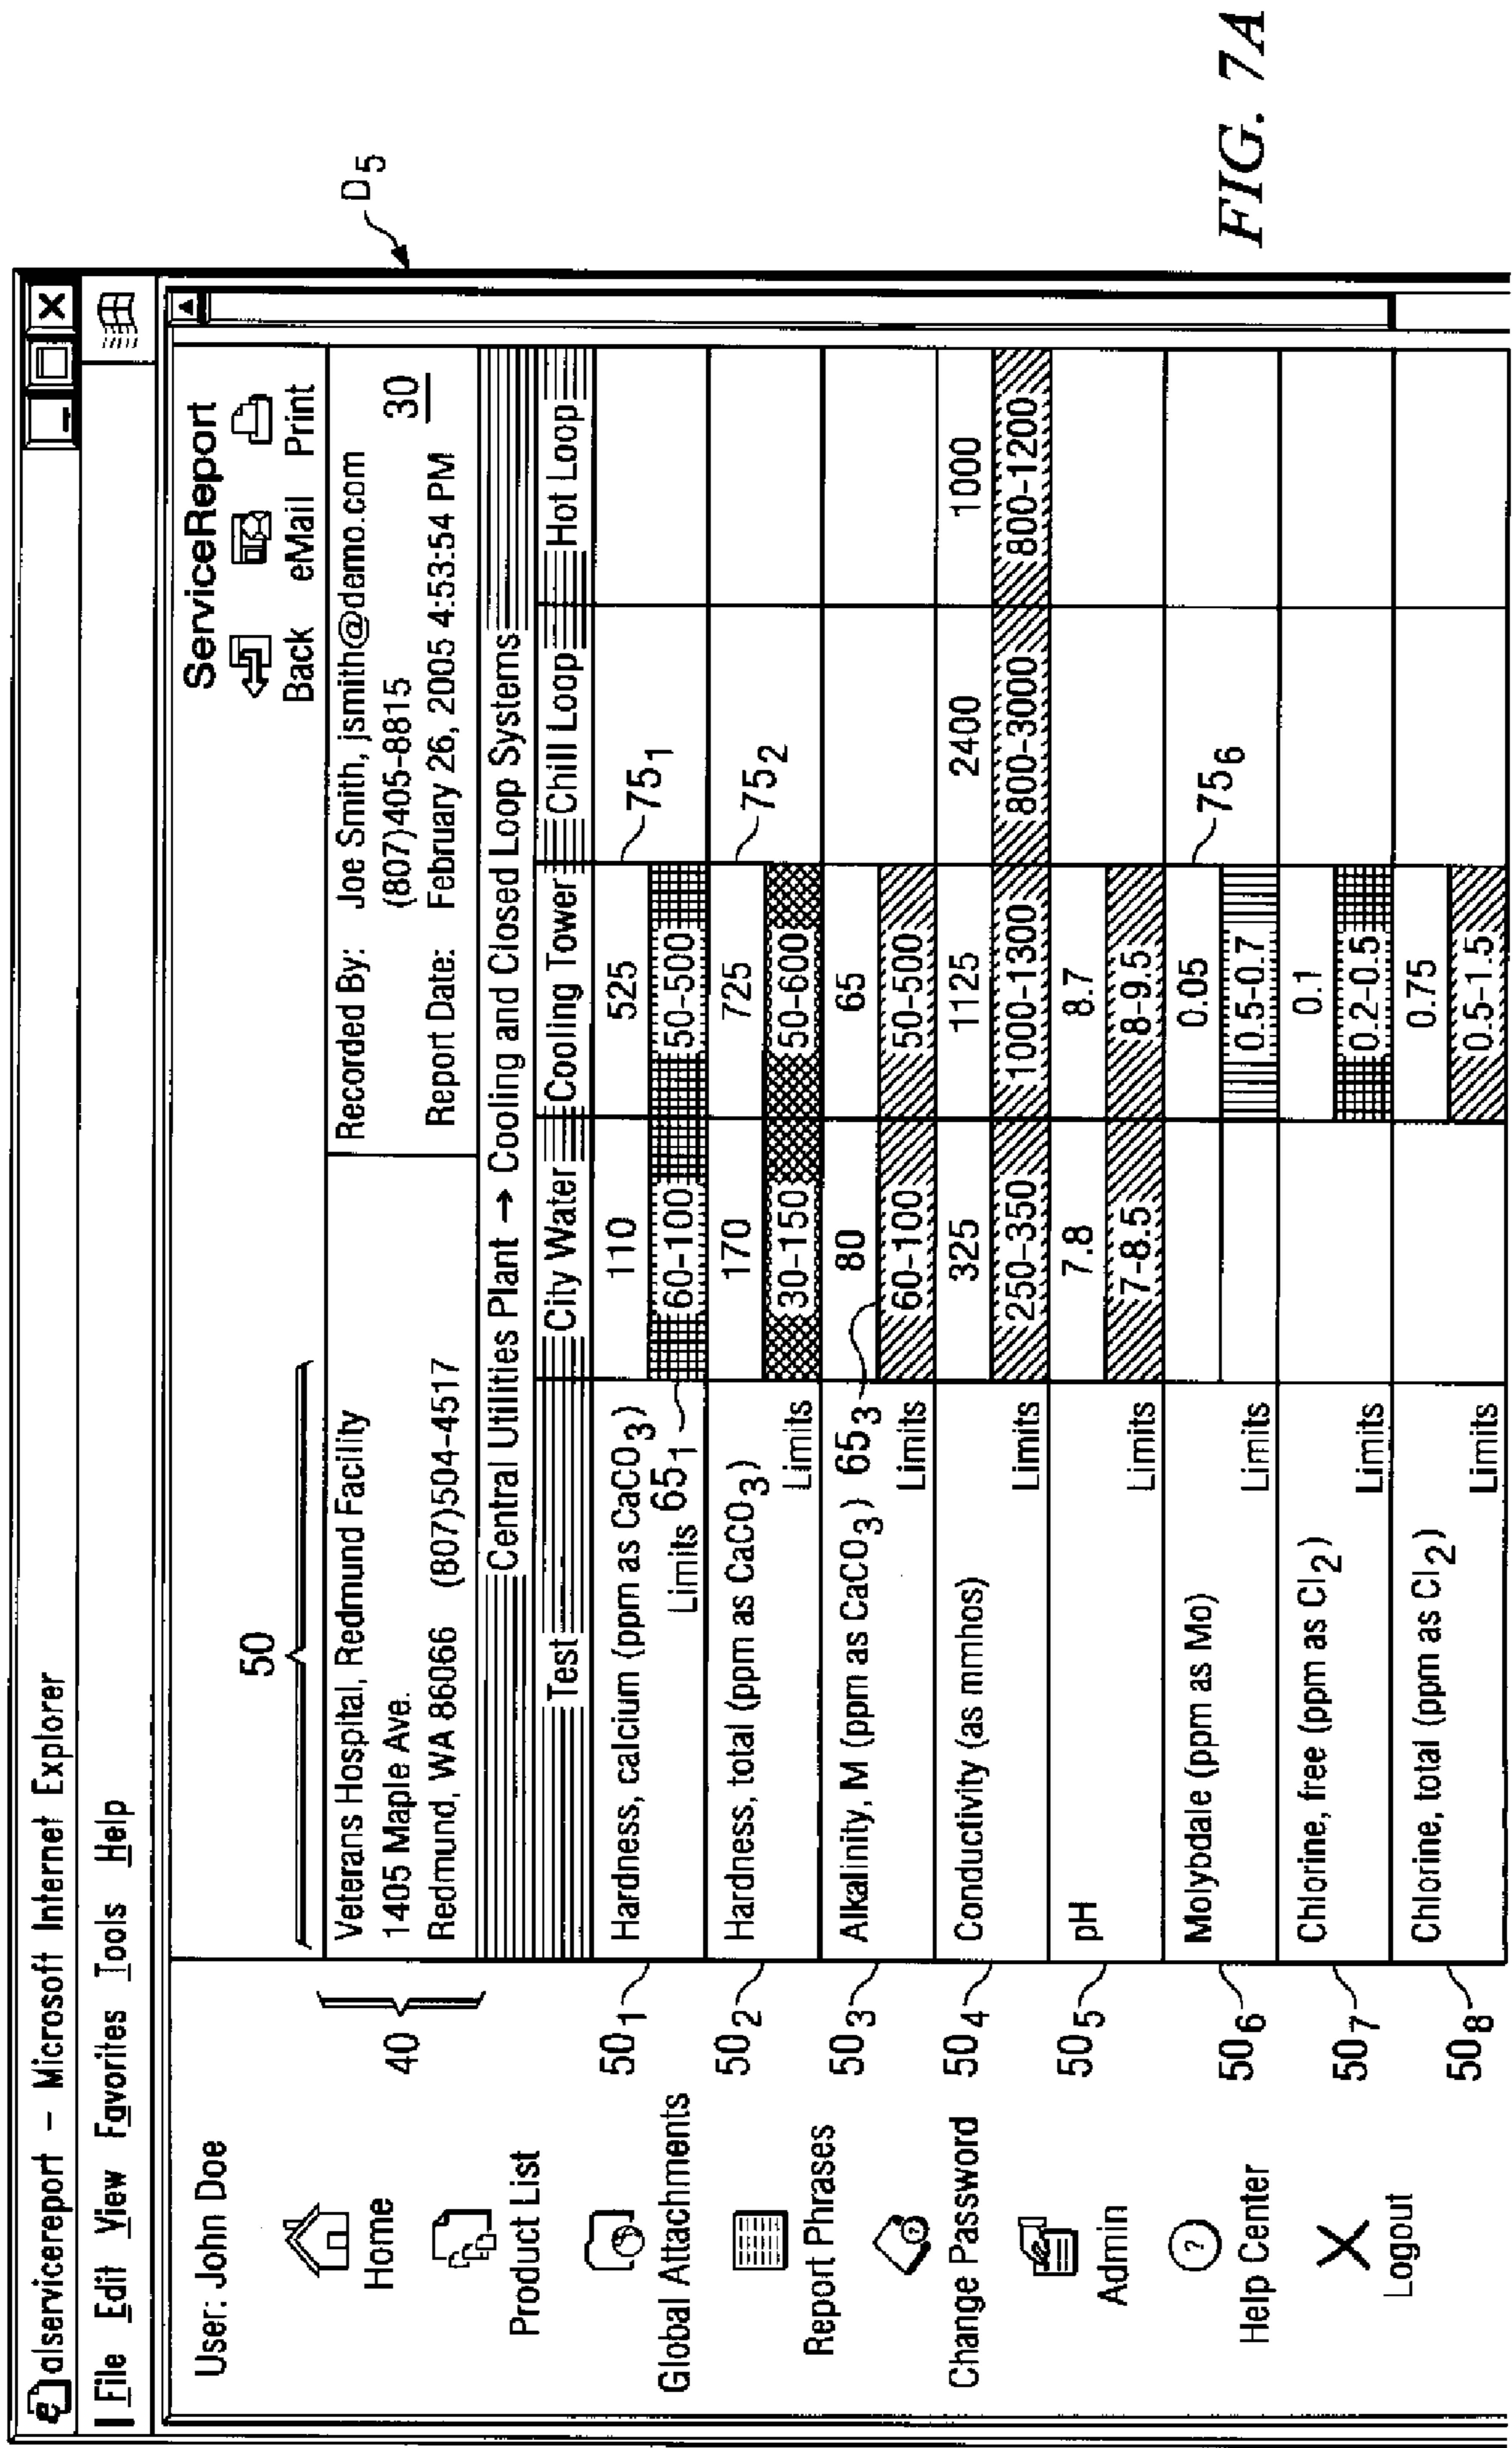 alservicereport – Microsoft Internet Explorer
File Edit View Favorites Tools Help
User: John Doe
Home
Product List
Global Attachments
Report Phrases
Change Password
Admin
Help Center
Logout
50
40
30
D5
ServiceReport
Back eMail Print
Veterans Hospital, Redmund Facility
1405 Maple Ave.
Redmund, WA 86066 (807)504-4517
Recorded By: Joe Smith, jsmith@demo.com
(807)405-8815
Report Date: February 26, 2005 4:53:54 PM
Central Utilities Plant → Cooling and Closed Loop Systems
Test City Water Cooling Tower Chill Loop Hot Loop
501 Hardness, calcium (ppm as CaCO3) 110 525 751
Limits 651 60-100 50-500
502 Hardness, total (ppm as CaCO3) 170 725 752
Limits 30-150 50-600
503 Alkalinity, M (ppm as CaCO3) 653 80 65
Limits 60-100 50-500
504 Conductivity (as mmhos) 325 1125 2400 1000
Limits 250-350 1000-1300 800-3000 800-1200
505 pH 7.8 8.7
Limits 7-8.5 8-9.5
506 Molybdale (ppm as Mo) 0.05 756
Limits 0.5-0.7
507 Chlorine, free (ppm as Cl2) 0.1
Limits 0.2-0.5
508 Chlorine, total (ppm as Cl2) 0.75
Limits 0.5-1.5
FIG. 7A